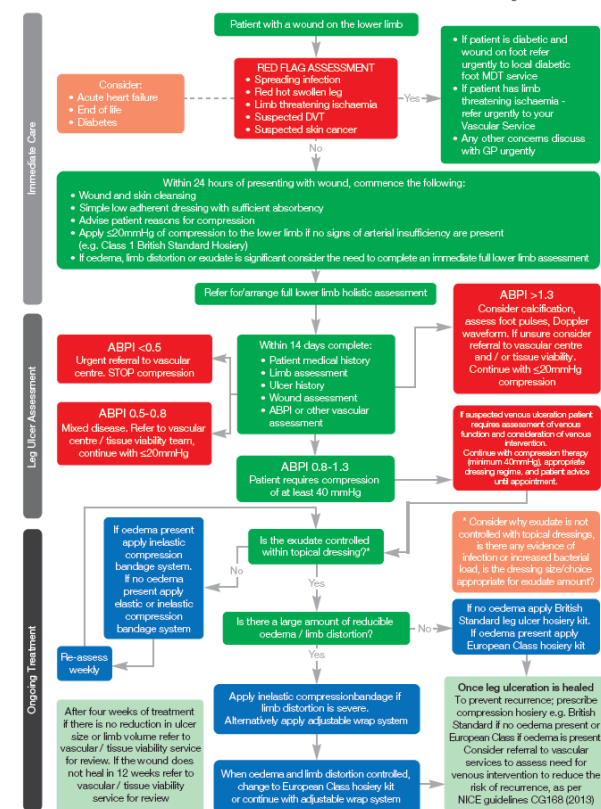 Patient with a wound on the lower limb
Immediate Care
Consider:
• Acute heart failure
• End of life
• Diabetes
RED FLAG ASSESSMENT
• Spreading infection
• Red hot swollen leg
• Limb threatening ischaemia
• Suspected DVT
• Suspected skin cancer
Yes
• If patient is diabetic and
wound on foot refer
urgently to local diabetic
foot MDT service
• If patient has limb
threatening ischaemia -
refer urgently to your
Vascular Service
• Any other concerns discuss
with GP urgently
No
Within 24 hours of presenting with wound, commence the following:
• Wound and skin cleansing
• Simple low adherent dressing with sufficient absorbency
• Advise patient reasons for compression
• Apply ≤20mmHg of compression to the lower limb if no signs of arterial insufficiency are present
(e.g. Class 1 British Standard Hosiery)
• If oedema, limb distortion or exudate is significant consider the need to complete an immediate full lower limb assessment
Refer for/arrange full lower limb holistic assessment
Leg Ulcer Assessment
ABPI <0.5
Urgent referral to vascular
centre. STOP compression
ABPI 0.5-0.8
Mixed disease. Refer to vascular
centre / tissue viability team,
continue with ≤20mmHg
Within 14 days complete:
• Patient medical history
• Limb assessment
• Ulcer history
• Wound assessment
• ABPI or other vascular
assessment
ABPI >1.3
Consider calcification,
assess foot pulses, Doppler
waveform. If unsure consider
referral to vascular centre
and / or tissue viability.
Continue with ≤20mmHg
compression
ABPI 0.8-1.3
Patient requires compression
of at least 40 mmHg
If suspected venous ulceration patient
requires assessment of venous
function and consideration of venous
intervention.
Continue with compression therapy
(minimum 40mmHg), appropriate
dressing regime, and patient advice
until appointment.
Ongoing Treatment
If oedema present
apply inelastic
compression
bandage system.
If no oedema
present apply
elastic or inelastic
compression
bandage system
Re-assess
weekly
Is the exudate controlled
within topical dressing?*
No
Yes
* Consider why exudate is not
controlled with topical dressings,
is there any evidence of
infection or increased bacterial
load, is the dressing size/choice
appropriate for exudate amount?
Is there a large amount of reducible
oedema / limb distortion?
No
Yes
If no oedema apply British
Standard leg ulcer hosiery kit.
If oedema present apply
European Class hosiery kit
Apply inelastic compressionbandage if
limb distortion is severe.
Alternatively apply adjustable wrap system
When oedema and limb distortion controlled,
change to European Class hosiery kit
or continue with adjustable wrap system
After four weeks of treatment
if there is no reduction in ulcer
size or limb volume refer to
vascular / tissue viability service
for review. If the wound does
not heal in 12 weeks refer to
vascular / tissue viability
service for review
Once leg ulceration is healed
To prevent recurrence; prescribe
compression hosiery e.g. British
Standard if no oedema present or
European Class if oedema is present
Consider referral to vascular
services to assess need for
venous intervention to reduce the
risk of recurrence, as per
NICE guidelines CG168 (2013)